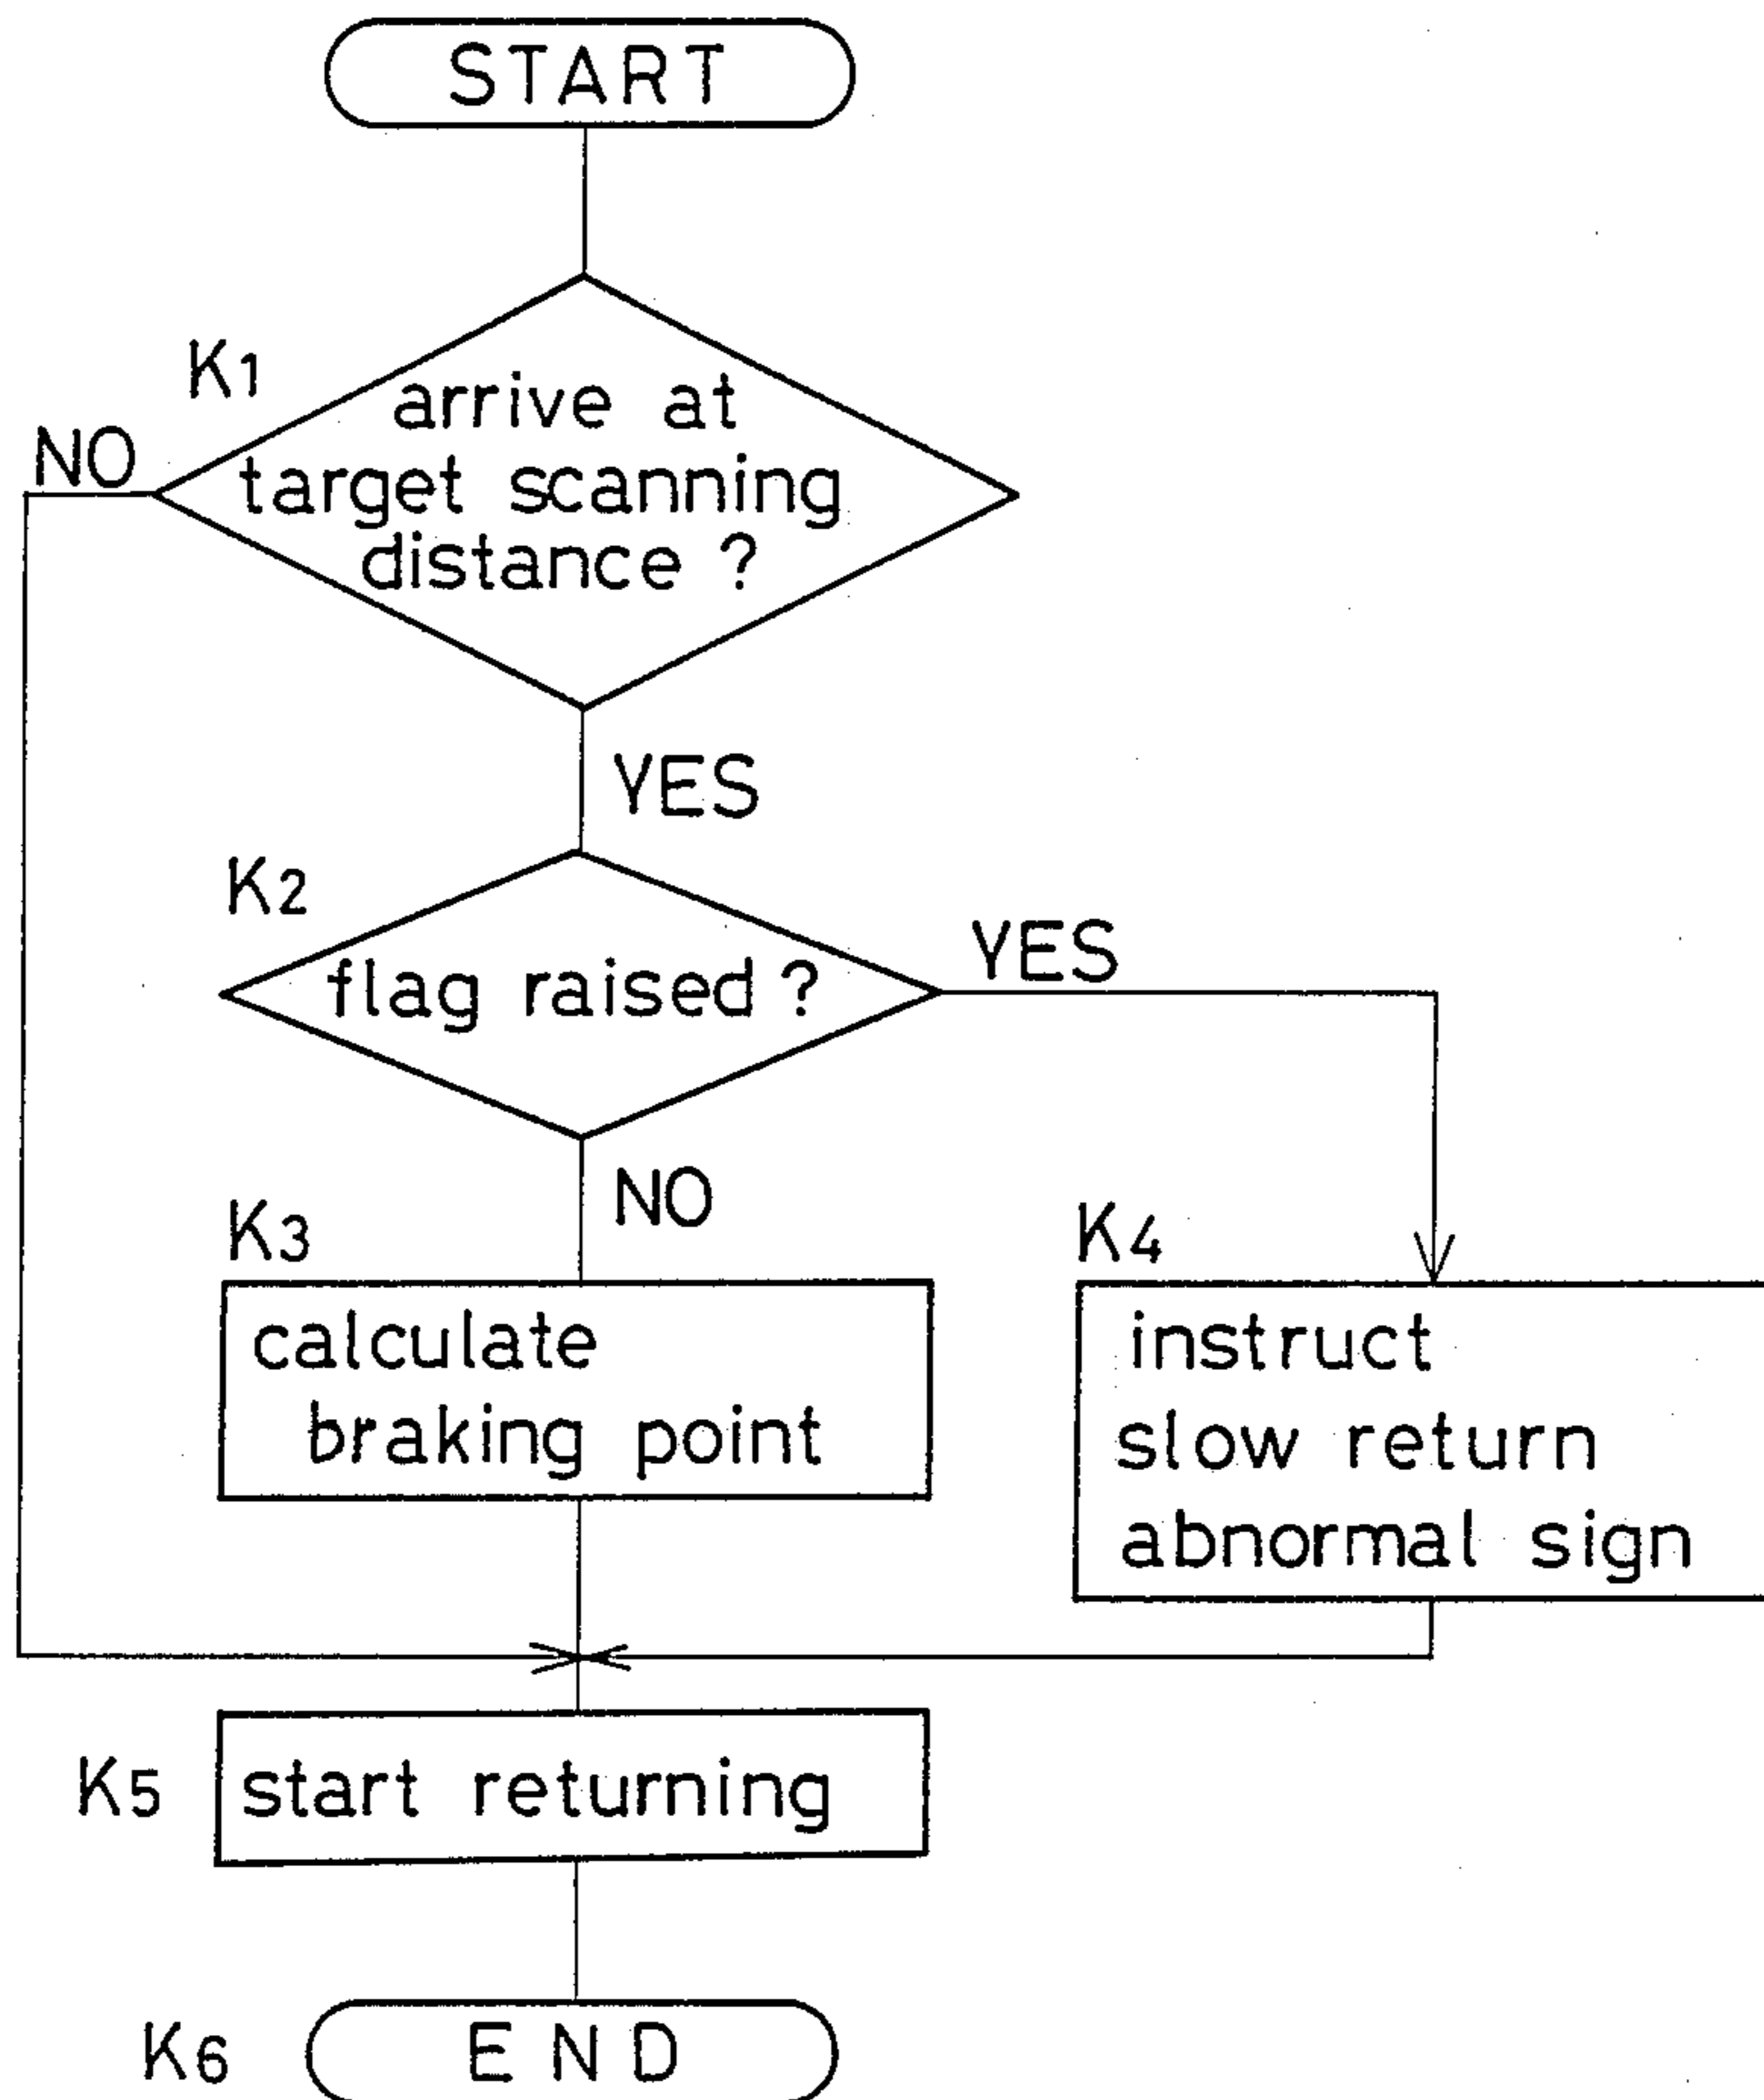 START
K1
arrive at
target scanning
distance ?
NO
YES
K2
flag raised ?
YES
NO
K3
calculate
braking point
K4
instruct
slow return
abnormal sign
K5
start returning
K6
END